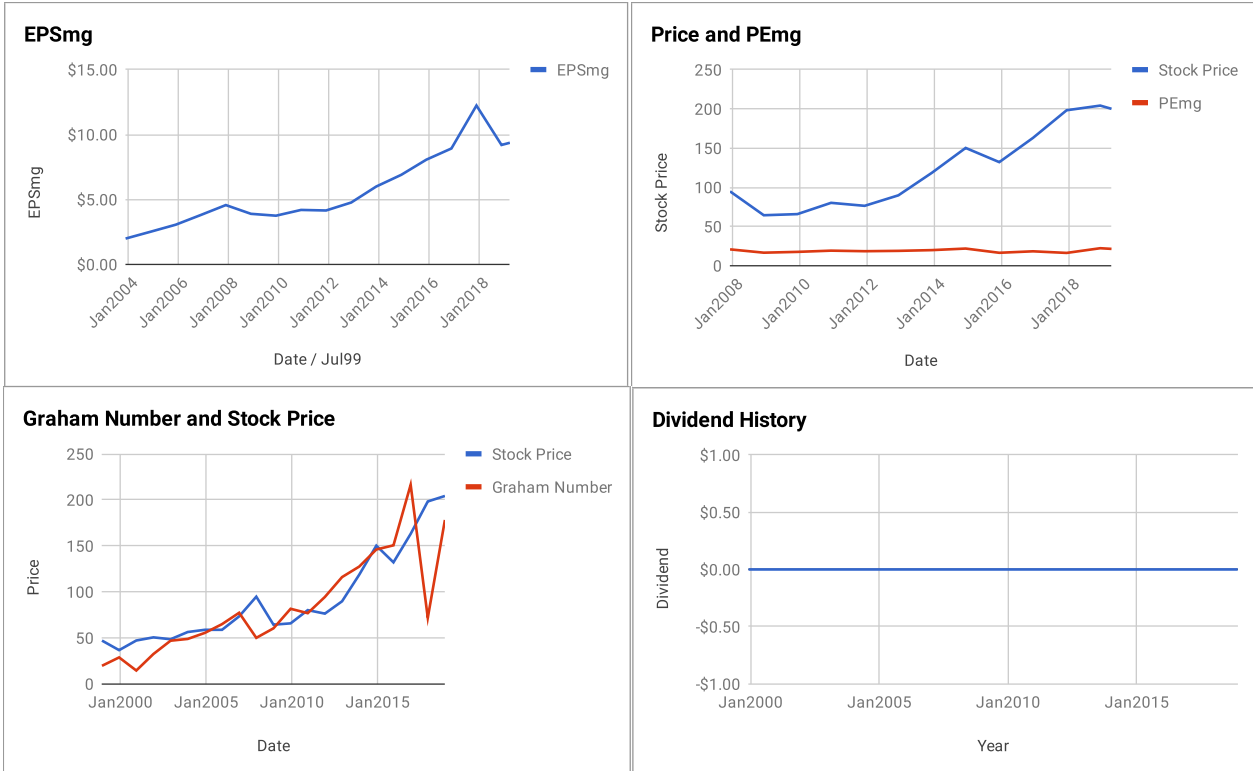 EPSmg
$15.00
$10.00
$5.00
$0.00
EPSmg
EPSmg
Jan2004
Jan2006
Jan2008
Jan2010
Jan2012
Jan2014
Jan2016
Jan2018
Date / Jul99
Price and PEmg
250
200
150
100
50
0
Stock Price
Stock Price
PEmg
Jan2008
Jan2010
Jan2012
Jan2014
Jan2016
Jan2018
Date
Graham Number and Stock Price
250
200
150
100
50
0
Price
Stock Price
Graham Number
Jan2000
Jan2005
Jan2010
Jan2015
Date
Dividend History
$1.00
$0.50
$0.00
-$0.50
-$1.00
Dividend
Jan2000
Jan2005
Jan2010
Jan2015
Year